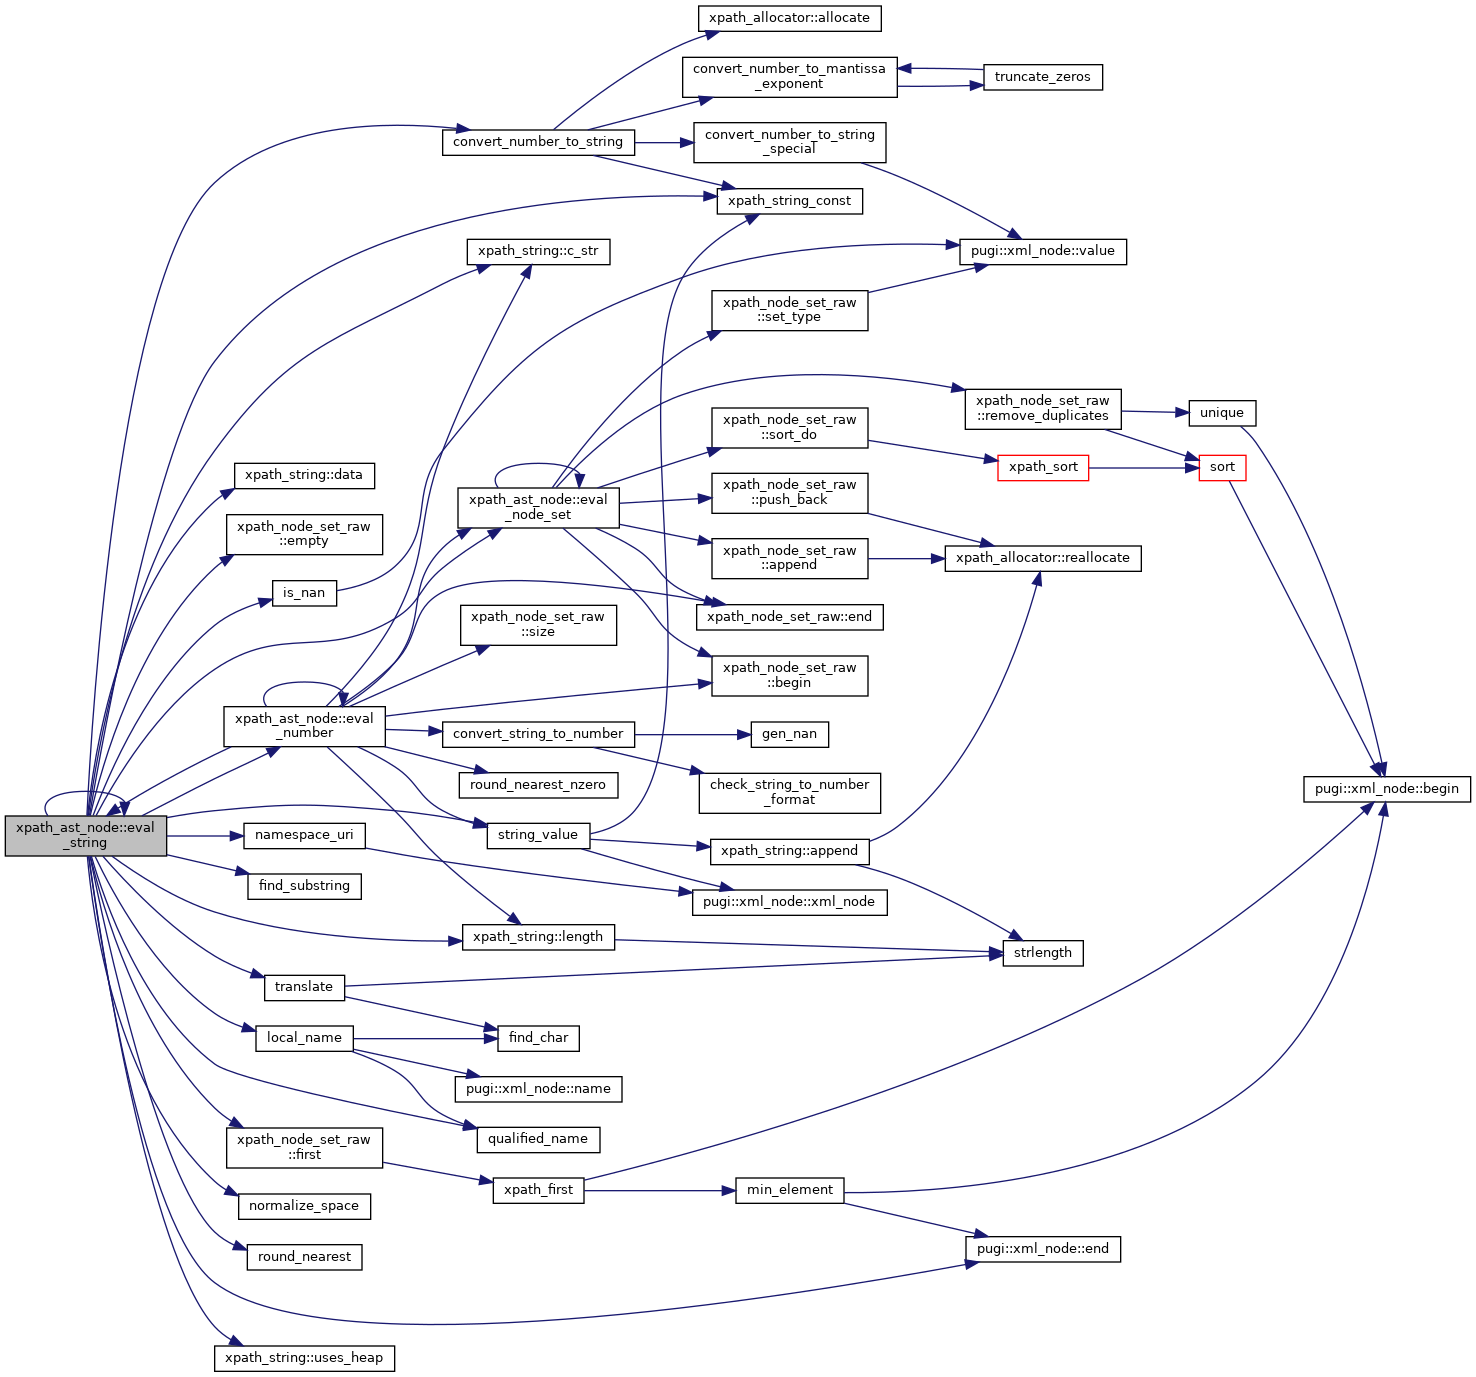 xpath_allocator::allocate
convert_number_to_mantissa
_exponent
truncate_zeros
convert_number_to_string
convert_number_to_string
_special
xpath_string_const
xpath_string::c_str
pugi::xml_node::value
xpath_node_set_raw
::set_type
xpath_node_set_raw
::remove_duplicates
unique
xpath_node_set_raw
::sort_do
xpath_sort
sort
xpath_string::data
xpath_ast_node::eval
_node_set
xpath_node_set_raw
::push_back
xpath_node_set_raw
::empty
xpath_node_set_raw
::append
xpath_allocator::reallocate
is_nan
xpath_node_set_raw
::size
xpath_node_set_raw::end
xpath_node_set_raw
::begin
xpath_ast_node::eval
_number
convert_string_to_number
gen_nan
round_nearest_nzero
check_string_to_number
_format
pugi::xml_node::begin
xpath_ast_node::eval
_string
namespace_uri
string_value
xpath_string::append
find_substring
pugi::xml_node::xml_node
xpath_string::length
strlength
translate
local_name
find_char
pugi::xml_node::name
xpath_node_set_raw
::first
qualified_name
xpath_first
min_element
normalize_space
round_nearest
pugi::xml_node::end
xpath_string::uses_heap